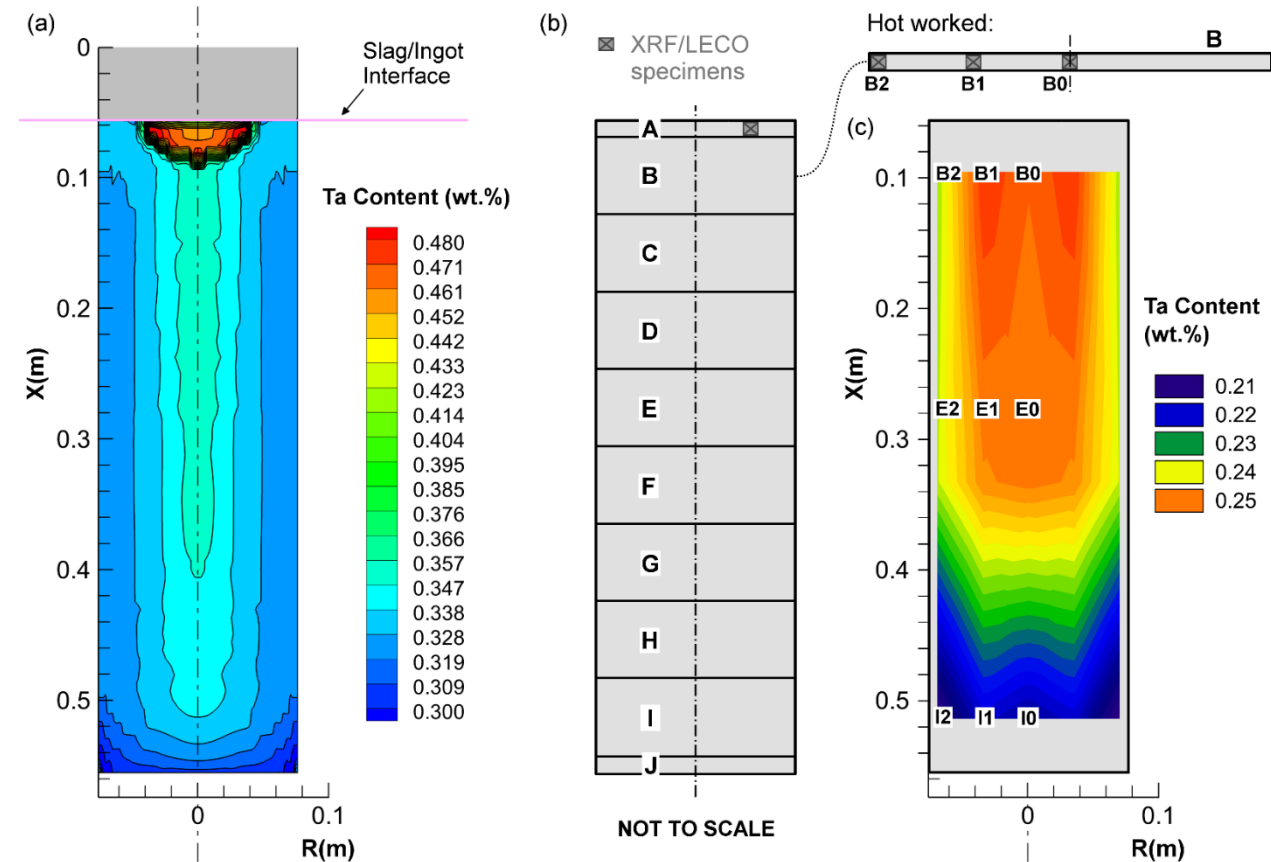 (a)
0
0.1
0.2
0.3
0.4
0.5
X(m)
Slag/Ingot
Interface
Ta Content (wt.%)
0.480
0.471
0.461
0.452
0.442
0.433
0.423
0.414
0.404
0.395
0.385
0.376
0.366
0.357
0.347
0.338
0.328
0.319
0.309
0.300
0
0.1
R(m)
(b)
XRF/LECO
specimens
A
B
C
D
E
F
G
H
I
J
NOT TO SCALE
Hot worked:
B
B2
B1
B0
(c)
0.1
0.2
0.3
0.4
0.5
X(m)
B2 B1 B0
E2 E1 E0
I2 I1 I0
Ta Content
(wt.%)
0.21
0.22
0.23
0.24
0.25
0
0.1
R(m)